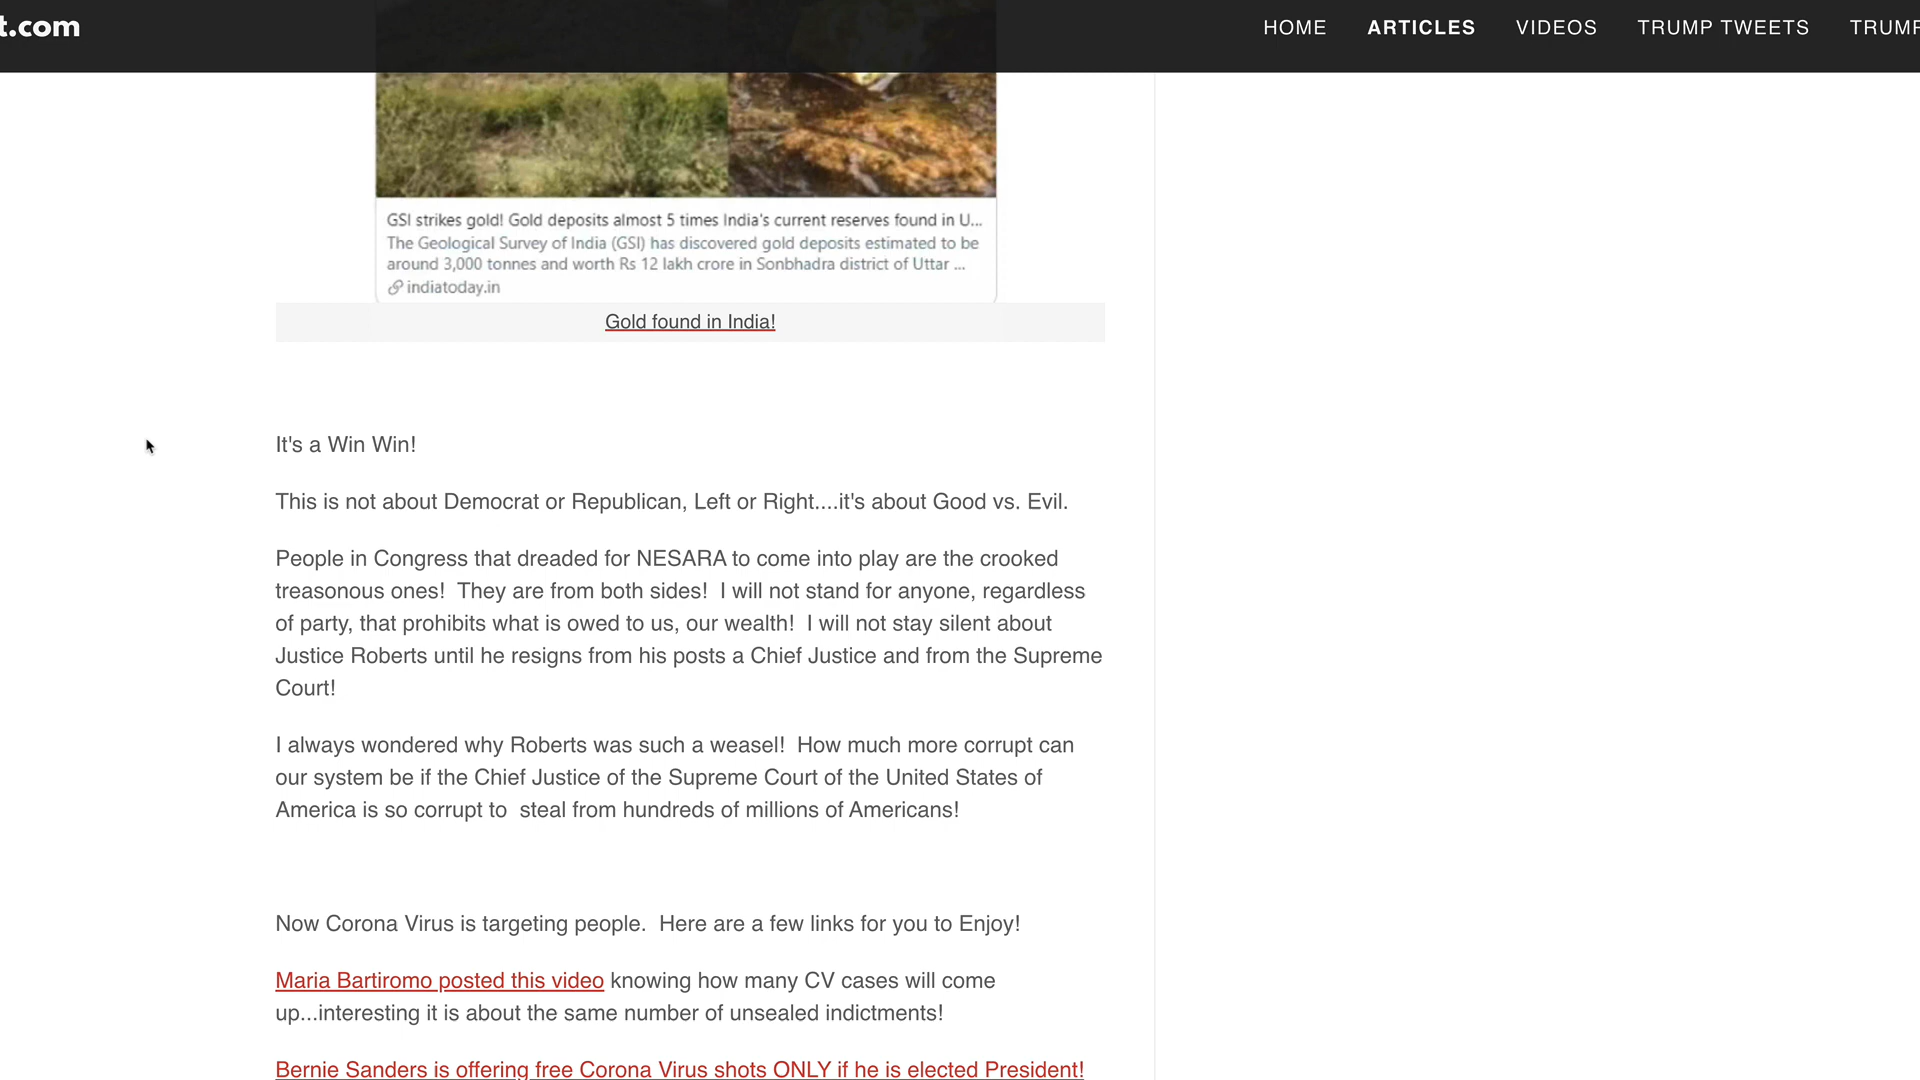 t.com
HOME ARTICLES VIDEOS TRUMP TWEETS TRUMP
GSI strikes gold! Gold deposits almost 5 times India's current reserves found in U...
The Geological Survey of India (GSI) has discovered gold deposits estimated to be
around 3,000 tonnes and worth Rs 12 lakh crore in Sonbhadra district of Uttar ...
indiatoday.in
Gold found in India!
It's a Win Win!
This is not about Democrat or Republican, Left or Right....it's about Good vs. Evil.
People in Congress that dreaded for NESARA to come into play are the crooked
treasonous ones!  They are from both sides!  I will not stand for anyone, regardless
of party, that prohibits what is owed to us, our wealth!  I will not stay silent about
Justice Roberts until he resigns from his posts a Chief Justice and from the Supreme
Court!
I always wondered why Roberts was such a weasel!  How much more corrupt can
our system be if the Chief Justice of the Supreme Court of the United States of
America is so corrupt to  steal from hundreds of millions of Americans!
Now Corona Virus is targeting people.  Here are a few links for you to Enjoy!
Maria Bartiromo posted this video knowing how many CV cases will come
up...interesting it is about the same number of unsealed indictments!
Bernie Sanders is offering free Corona Virus shots ONLY if he is elected President!